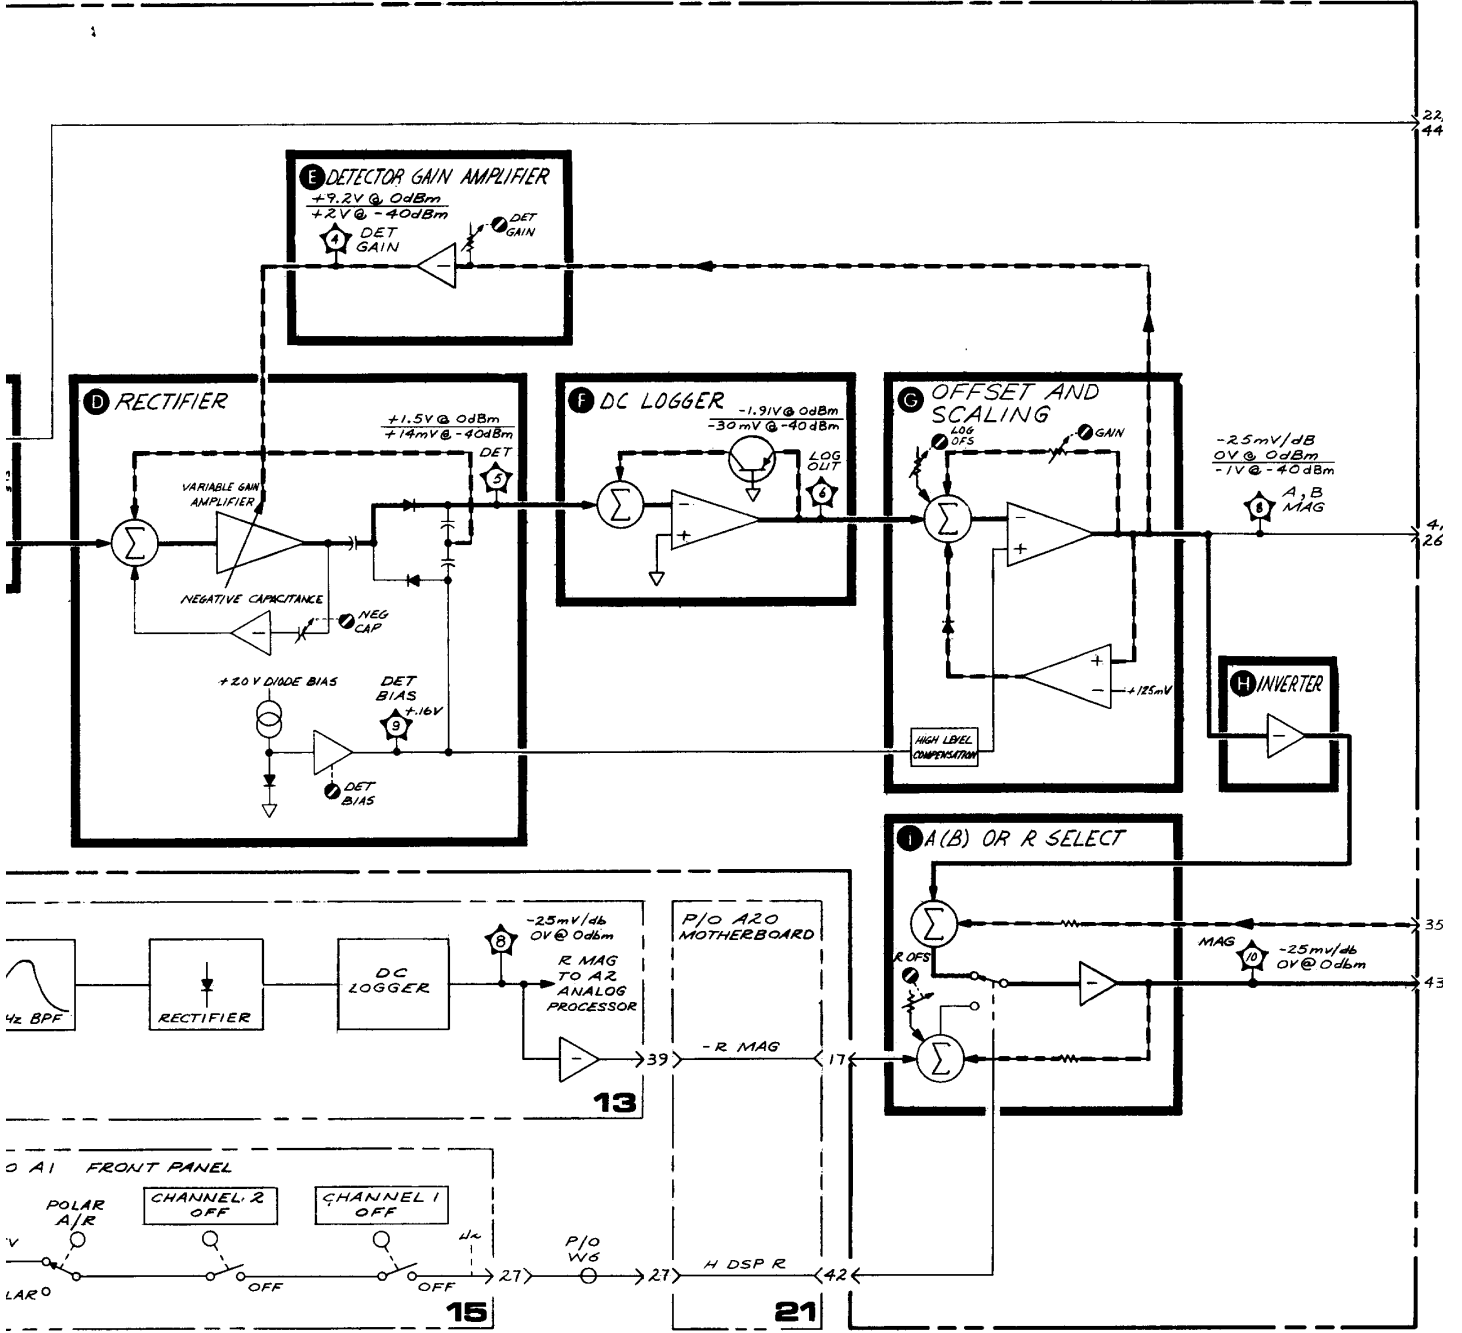 22,
44
E DETECTOR GAIN AMPLIFIER
+9.2V @ 0dBm
+2V @ -40dBm
4 DET
GAIN
DET
GAIN
D RECTIFIER
+1.5V @ 0dBm
+14mV @ -40dBm
DET
5
VARIABLE GAIN
AMPLIFIER
Σ
NEGATIVE CAPACITANCE
−
NEG
CAP
+20V DIODE BIAS
DET
BIAS
+.16V
9
DET
BIAS
F DC LOGGER
-1.91V @ 0dBm
-30mV @ -40dBm
LOG
OUT
6
Σ
−
+
G OFFSET AND
SCALING
LOG
OFS
GAIN
Σ
−
+
+
−
+125mV
HIGH LEVEL
COMPENSATION
-25mV/dB
0V @ 0dBm
-1V @ -40dBm
8 A, B
MAG
4,
26
H INVERTER
−
I A(B) OR R SELECT
Σ
R OFS
Σ
−
35
MAG
10
-25mv/db
0V @ 0dbm
43
Hz BPF
RECTIFIER
DC
LOGGER
-25mV/db
0V @ 0dbm
8
R MAG
TO A2
ANALOG
PROCESSOR
−
39
13
P/O A20
MOTHERBOARD
-R MAG
17
O A1 FRONT PANEL
POLAR
A/R
CHANNEL 2
OFF
CHANNEL 1
OFF
V
LAR
OFF
OFF
27
15
P/O
W6
27
H DSP R
42
21